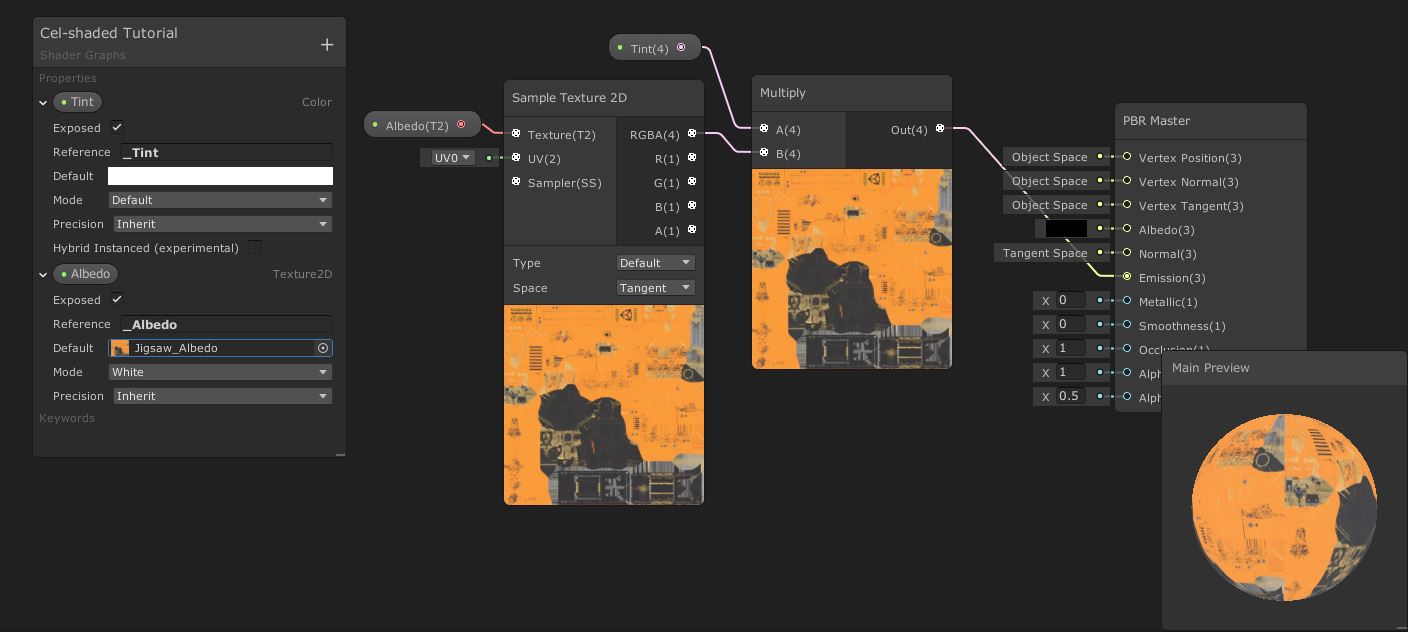 Cel-shaded Tutorial
Shader Graphs
+
Properties
Tint Color
Exposed
Reference _Tint
Default
Mode Default
Precision Inherit
Hybrid Instanced (experimental)
Albedo Texture2D
Exposed
Reference _Albedo
Default Jigsaw_Albedo
Mode White
Precision Inherit
Keywords
Albedo(T2)
UV0
Sample Texture 2D
Texture(T2) RGBA(4)
UV(2) R(1)
Sampler(SS) G(1)
B(1)
A(1)
Type Default
Space Tangent
Tint(4)
Multiply
A(4) Out(4)
B(4)
PBR Master
Object Space Vertex Position(3)
Object Space Vertex Normal(3)
Object Space Vertex Tangent(3)
Albedo(3)
Tangent Space Normal(3)
Emission(3)
X 0 Metallic(1)
X 0 Smoothness(1)
X 1 Occlusion(1)
X 1 Alph
X 0.5 Alph
Main Preview